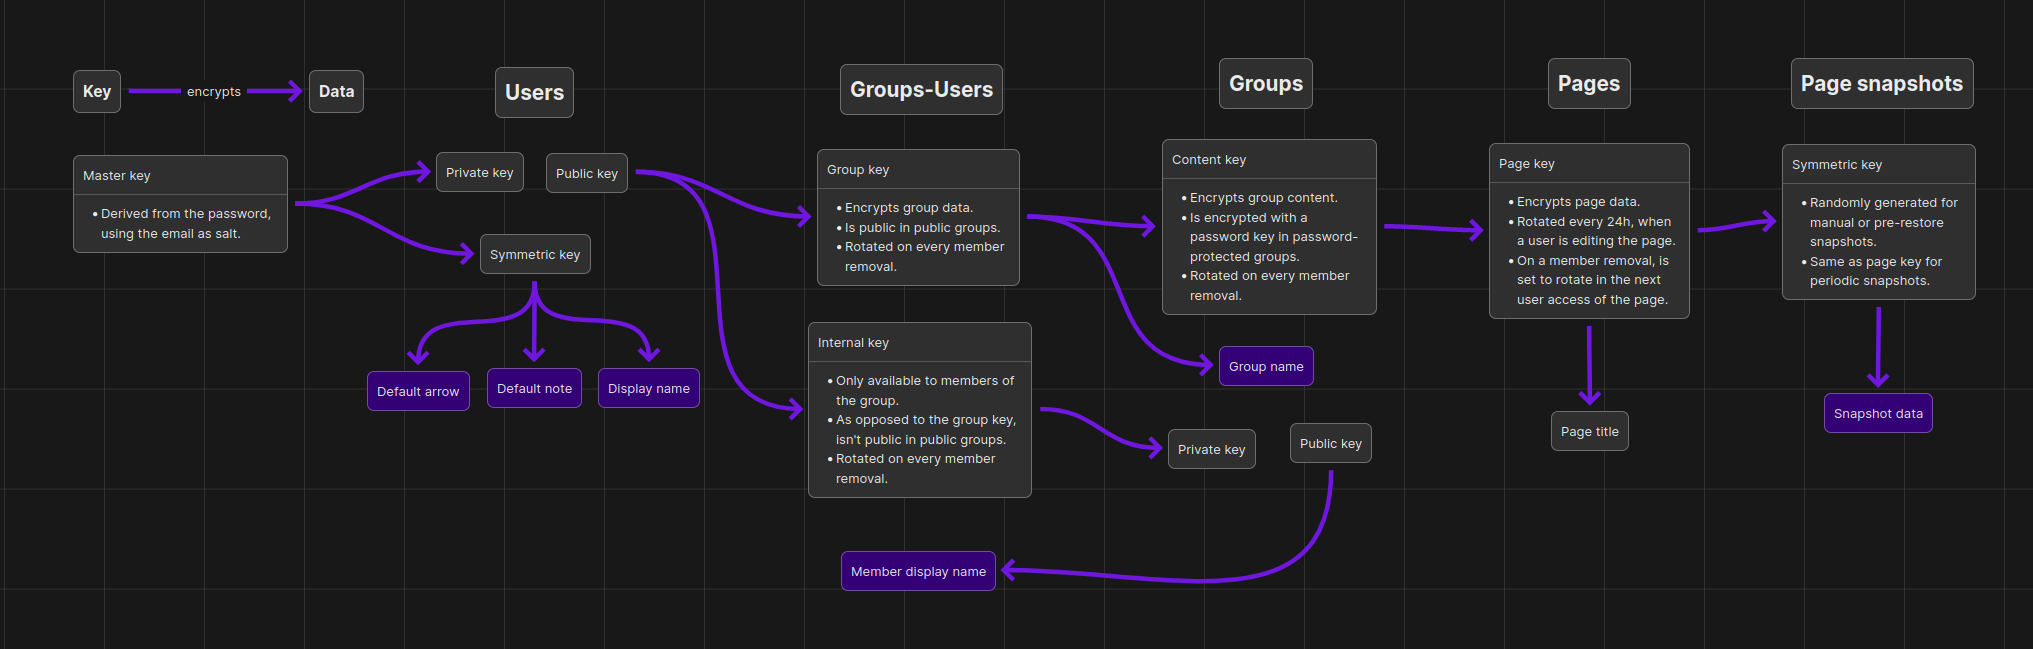 Key
encrypts
Data
Users
Groups-Users
Groups
Pages
Page snapshots
Master key
• Derived from the password,
using the email as salt.
Private key
Public key
Symmetric key
Default arrow
Default note
Display name
Group key
• Encrypts group data.
• Is public in public groups.
• Rotated on every member
removal.
Internal key
• Only available to members of
the group.
• As opposed to the group key,
isn't public in public groups.
• Rotated on every member
removal.
Member display name
Content key
• Encrypts group content.
• Is encrypted with a
password key in password-
protected groups.
• Rotated on every member
removal.
Group name
Private key
Public key
Page key
• Encrypts page data.
• Rotated every 24h, when
a user is editing the page.
• On a member removal, is
set to rotate in the next
user access of the page.
Page title
Symmetric key
• Randomly generated for
manual or pre-restore
snapshots.
• Same as page key for
periodic snapshots.
Snapshot data